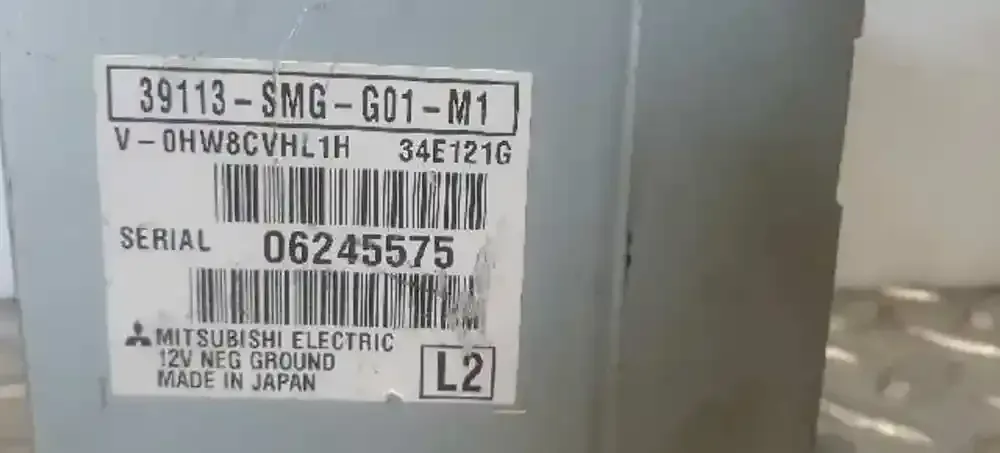 39113-SMG-G01-M1
V-0HW8CVHL1H 34E121G
SERIAL 06245575
MITSUBISHI ELECTRIC
12V NEG GROUND
MADE IN JAPAN
L2